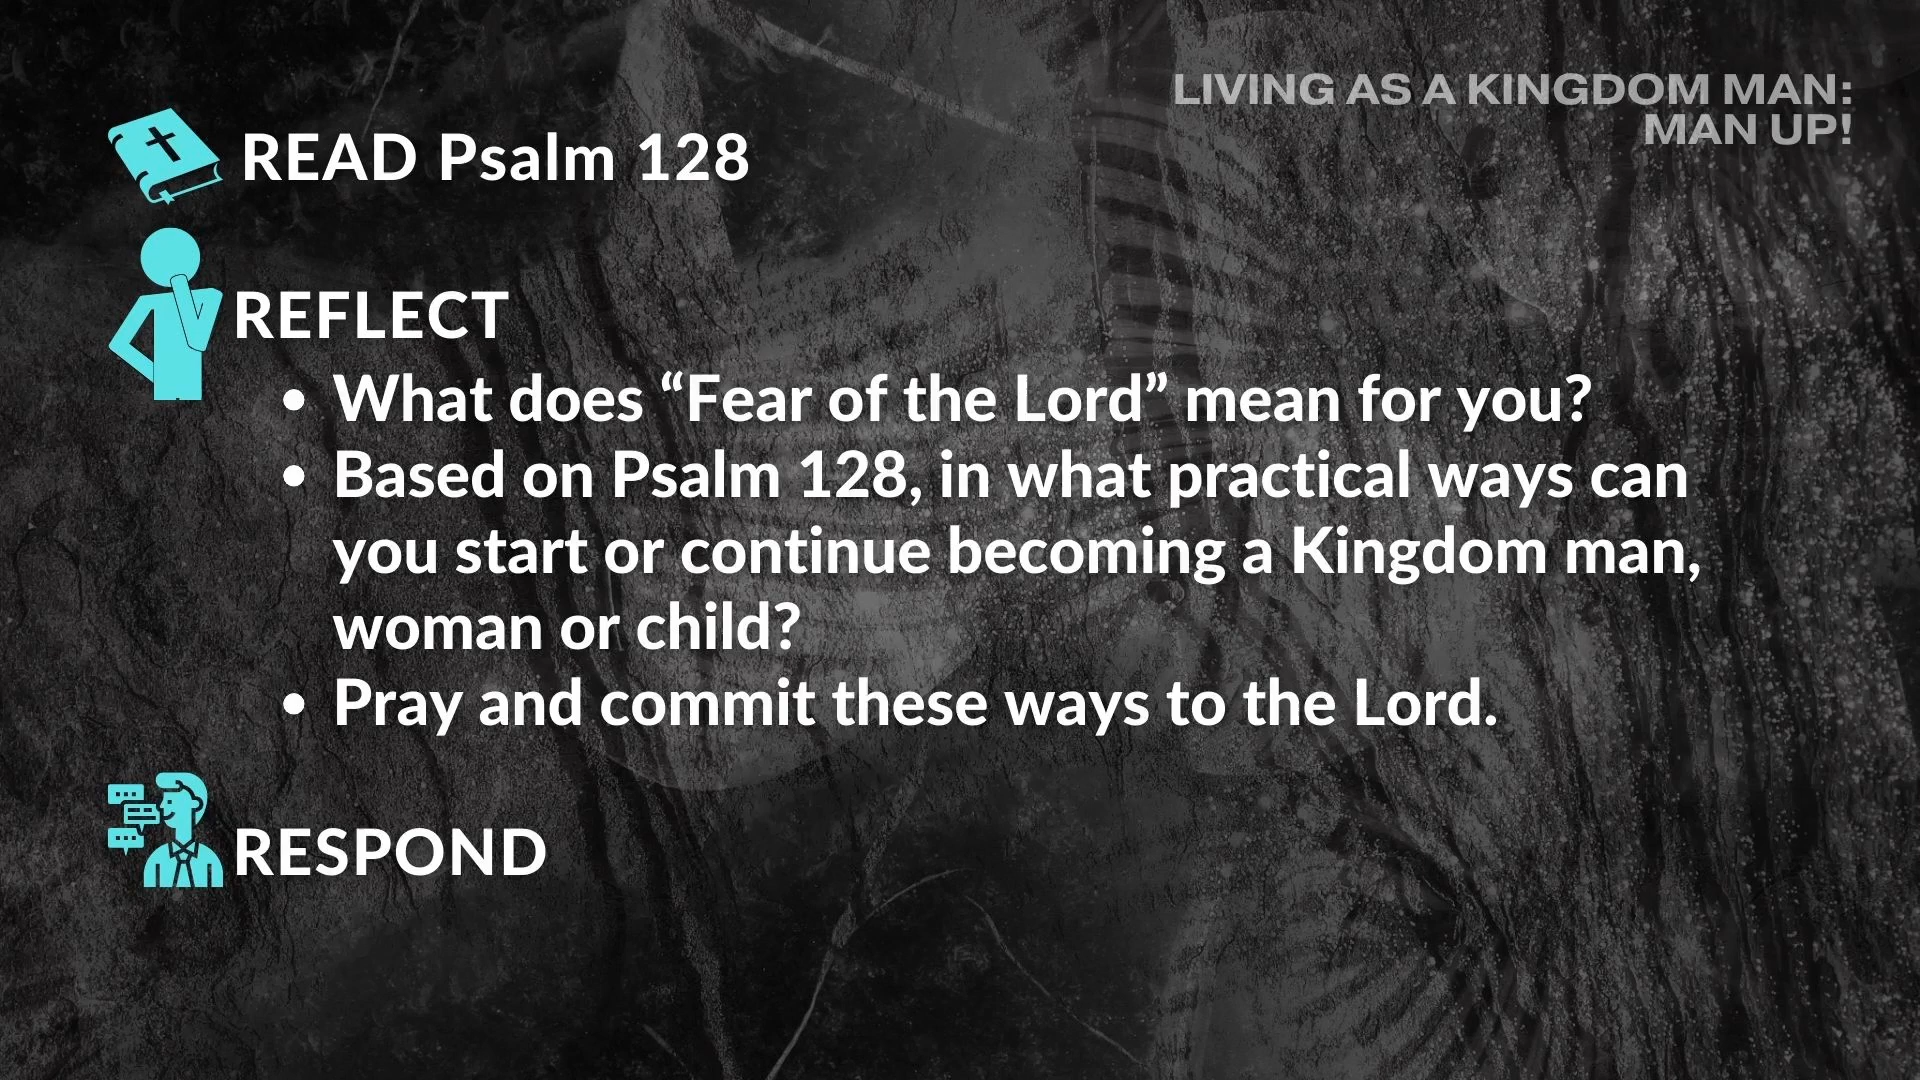 LIVING AS A KINGDOM MAN:
MAN UP!
READ Psalm 128
REFLECT
• What does “Fear of the Lord” mean for you?
• Based on Psalm 128, in what practical ways can
you start or continue becoming a Kingdom man,
woman or child?
• Pray and commit these ways to the Lord.
RESPOND